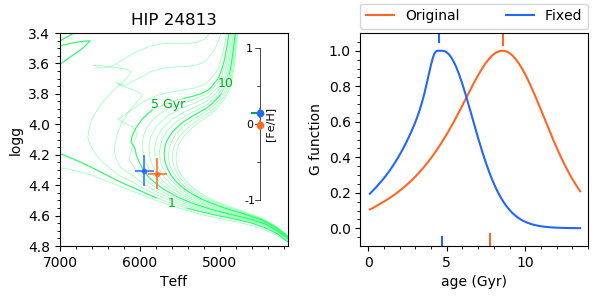 HIP 24813
Original
Fixed
3.4
3.6
3.8
4.0
4.2
4.4
4.6
4.8
logg
7000
6000
5000
Teff
5 Gyr
10
1
1
0
-1
[Fe/H]
1.0
0.8
0.6
0.4
0.2
0.0
G function
0
5
10
age (Gyr)